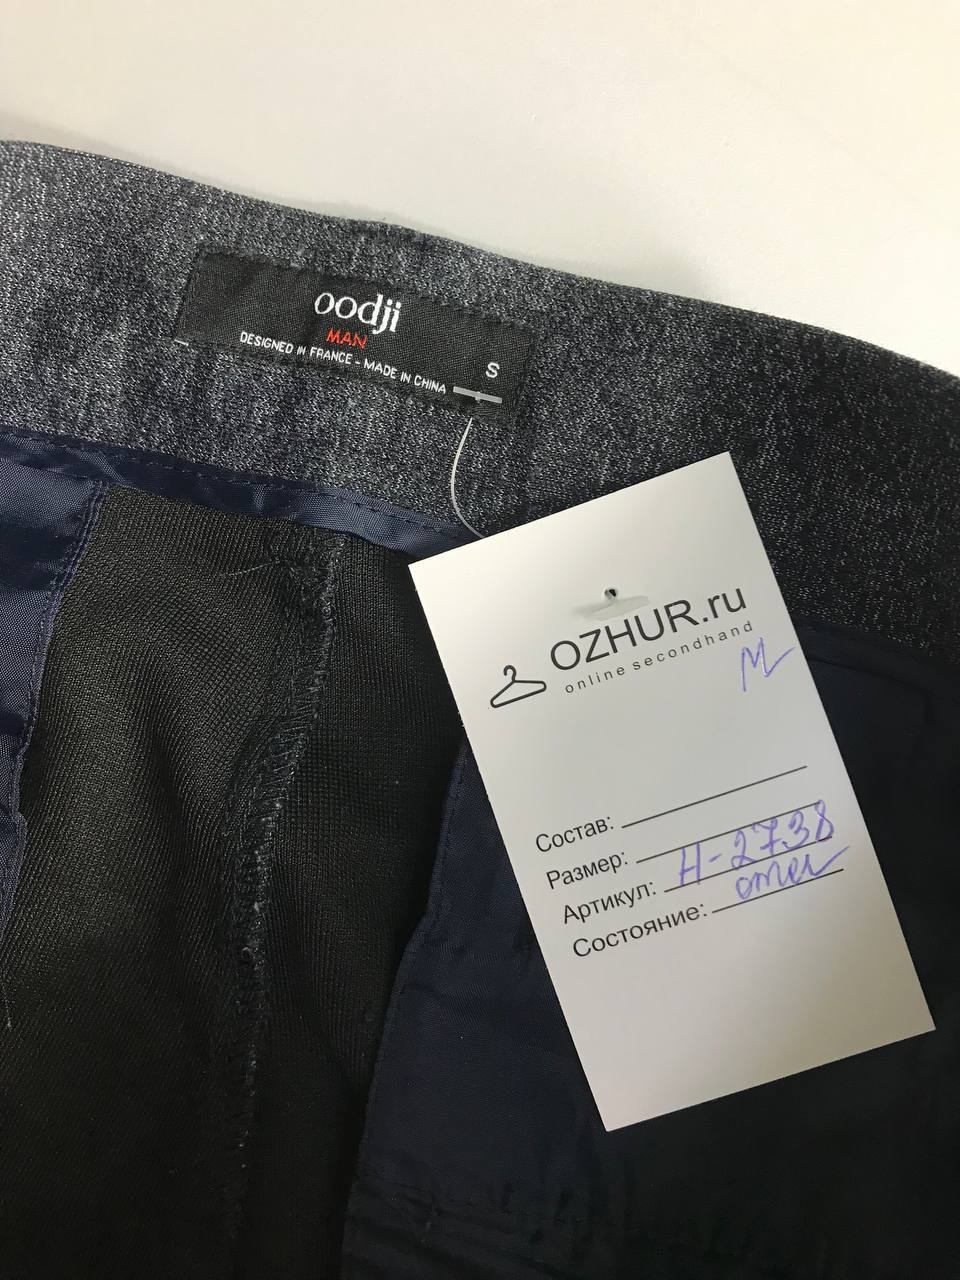 oodji
MAN
DESIGNED IN FRANCE - MADE IN CHINA
S
OZHUR.ru
online secondhand
M
Состав:
Размер:
Артикул: Н-2738
Состояние: отл